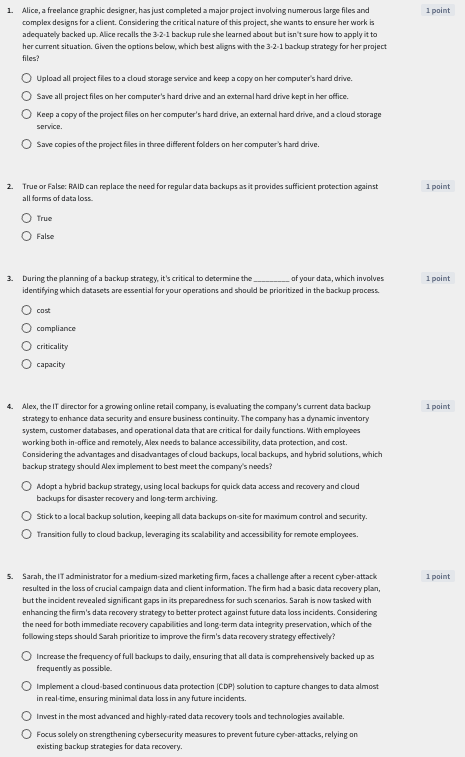 1. Alice, a freelance graphic designer, has just completed a major project involving numerous large files and 1 point
complex designs for a client. Considering the critical nature of this project, she wants to ensure her work is
adequately backed up. Alice recalls the 3-2-1 backup rule she learned about but isn't sure how to apply it to
her current situation. Given the options below, which best aligns with the 3-2-1 backup strategy for her project
files?
Upload all project files to a cloud storage service and keep a copy on her computer's hard drive.
Save all project files on her computer's hard drive and an external hard drive kept in her office.
Keep a copy of the project files on her computer's hard drive, an external hard drive, and a cloud storage
service.
Save copies of the project files in three different folders on her computer's hard drive.
2. True or False: RAID can replace the need for regular data backups as it provides sufficient protection against 1 point
all forms of data loss.
True
False
3. During the planning of a backup strategy, it's critical to determine the _________ of your data, which involves 1 point
identifying which datasets are essential for your operations and should be prioritized in the backup process.
cost
compliance
criticality
capacity
4. Alex, the IT director for a growing online retail company, is evaluating the company's current data backup 1 point
strategy to enhance data security and ensure business continuity. The company has a dynamic inventory
system, customer databases, and operational data that are critical for daily functions. With employees
working both in-office and remotely, Alex needs to balance accessibility, data protection, and cost.
Considering the advantages and disadvantages of cloud backups, local backups, and hybrid solutions, which
backup strategy should Alex implement to best meet the company's needs?
Adopt a hybrid backup strategy, using local backups for quick data access and recovery and cloud
backups for disaster recovery and long-term archiving.
Stick to a local backup solution, keeping all data backups on-site for maximum control and security.
Transition fully to cloud backup, leveraging its scalability and accessibility for remote employees.
5. Sarah, the IT administrator for a medium-sized marketing firm, faces a challenge after a recent cyber-attack 1 point
resulted in the loss of crucial campaign data and client information. The firm had a basic data recovery plan,
but the incident revealed significant gaps in its preparedness for such scenarios. Sarah is now tasked with
enhancing the firm's data recovery strategy to better protect against future data loss incidents. Considering
the need for both immediate recovery capabilities and long-term data integrity preservation, which of the
following steps should Sarah prioritize to improve the firm's data recovery strategy effectively?
Increase the frequency of full backups to daily, ensuring that all data is comprehensively backed up as
frequently as possible.
Implement a cloud-based continuous data protection (CDP) solution to capture changes to data almost
in real-time, ensuring minimal data loss in any future incidents.
Invest in the most advanced and highly-rated data recovery tools and technologies available.
Focus solely on strengthening cybersecurity measures to prevent future cyber-attacks, relying on
existing backup strategies for data recovery.